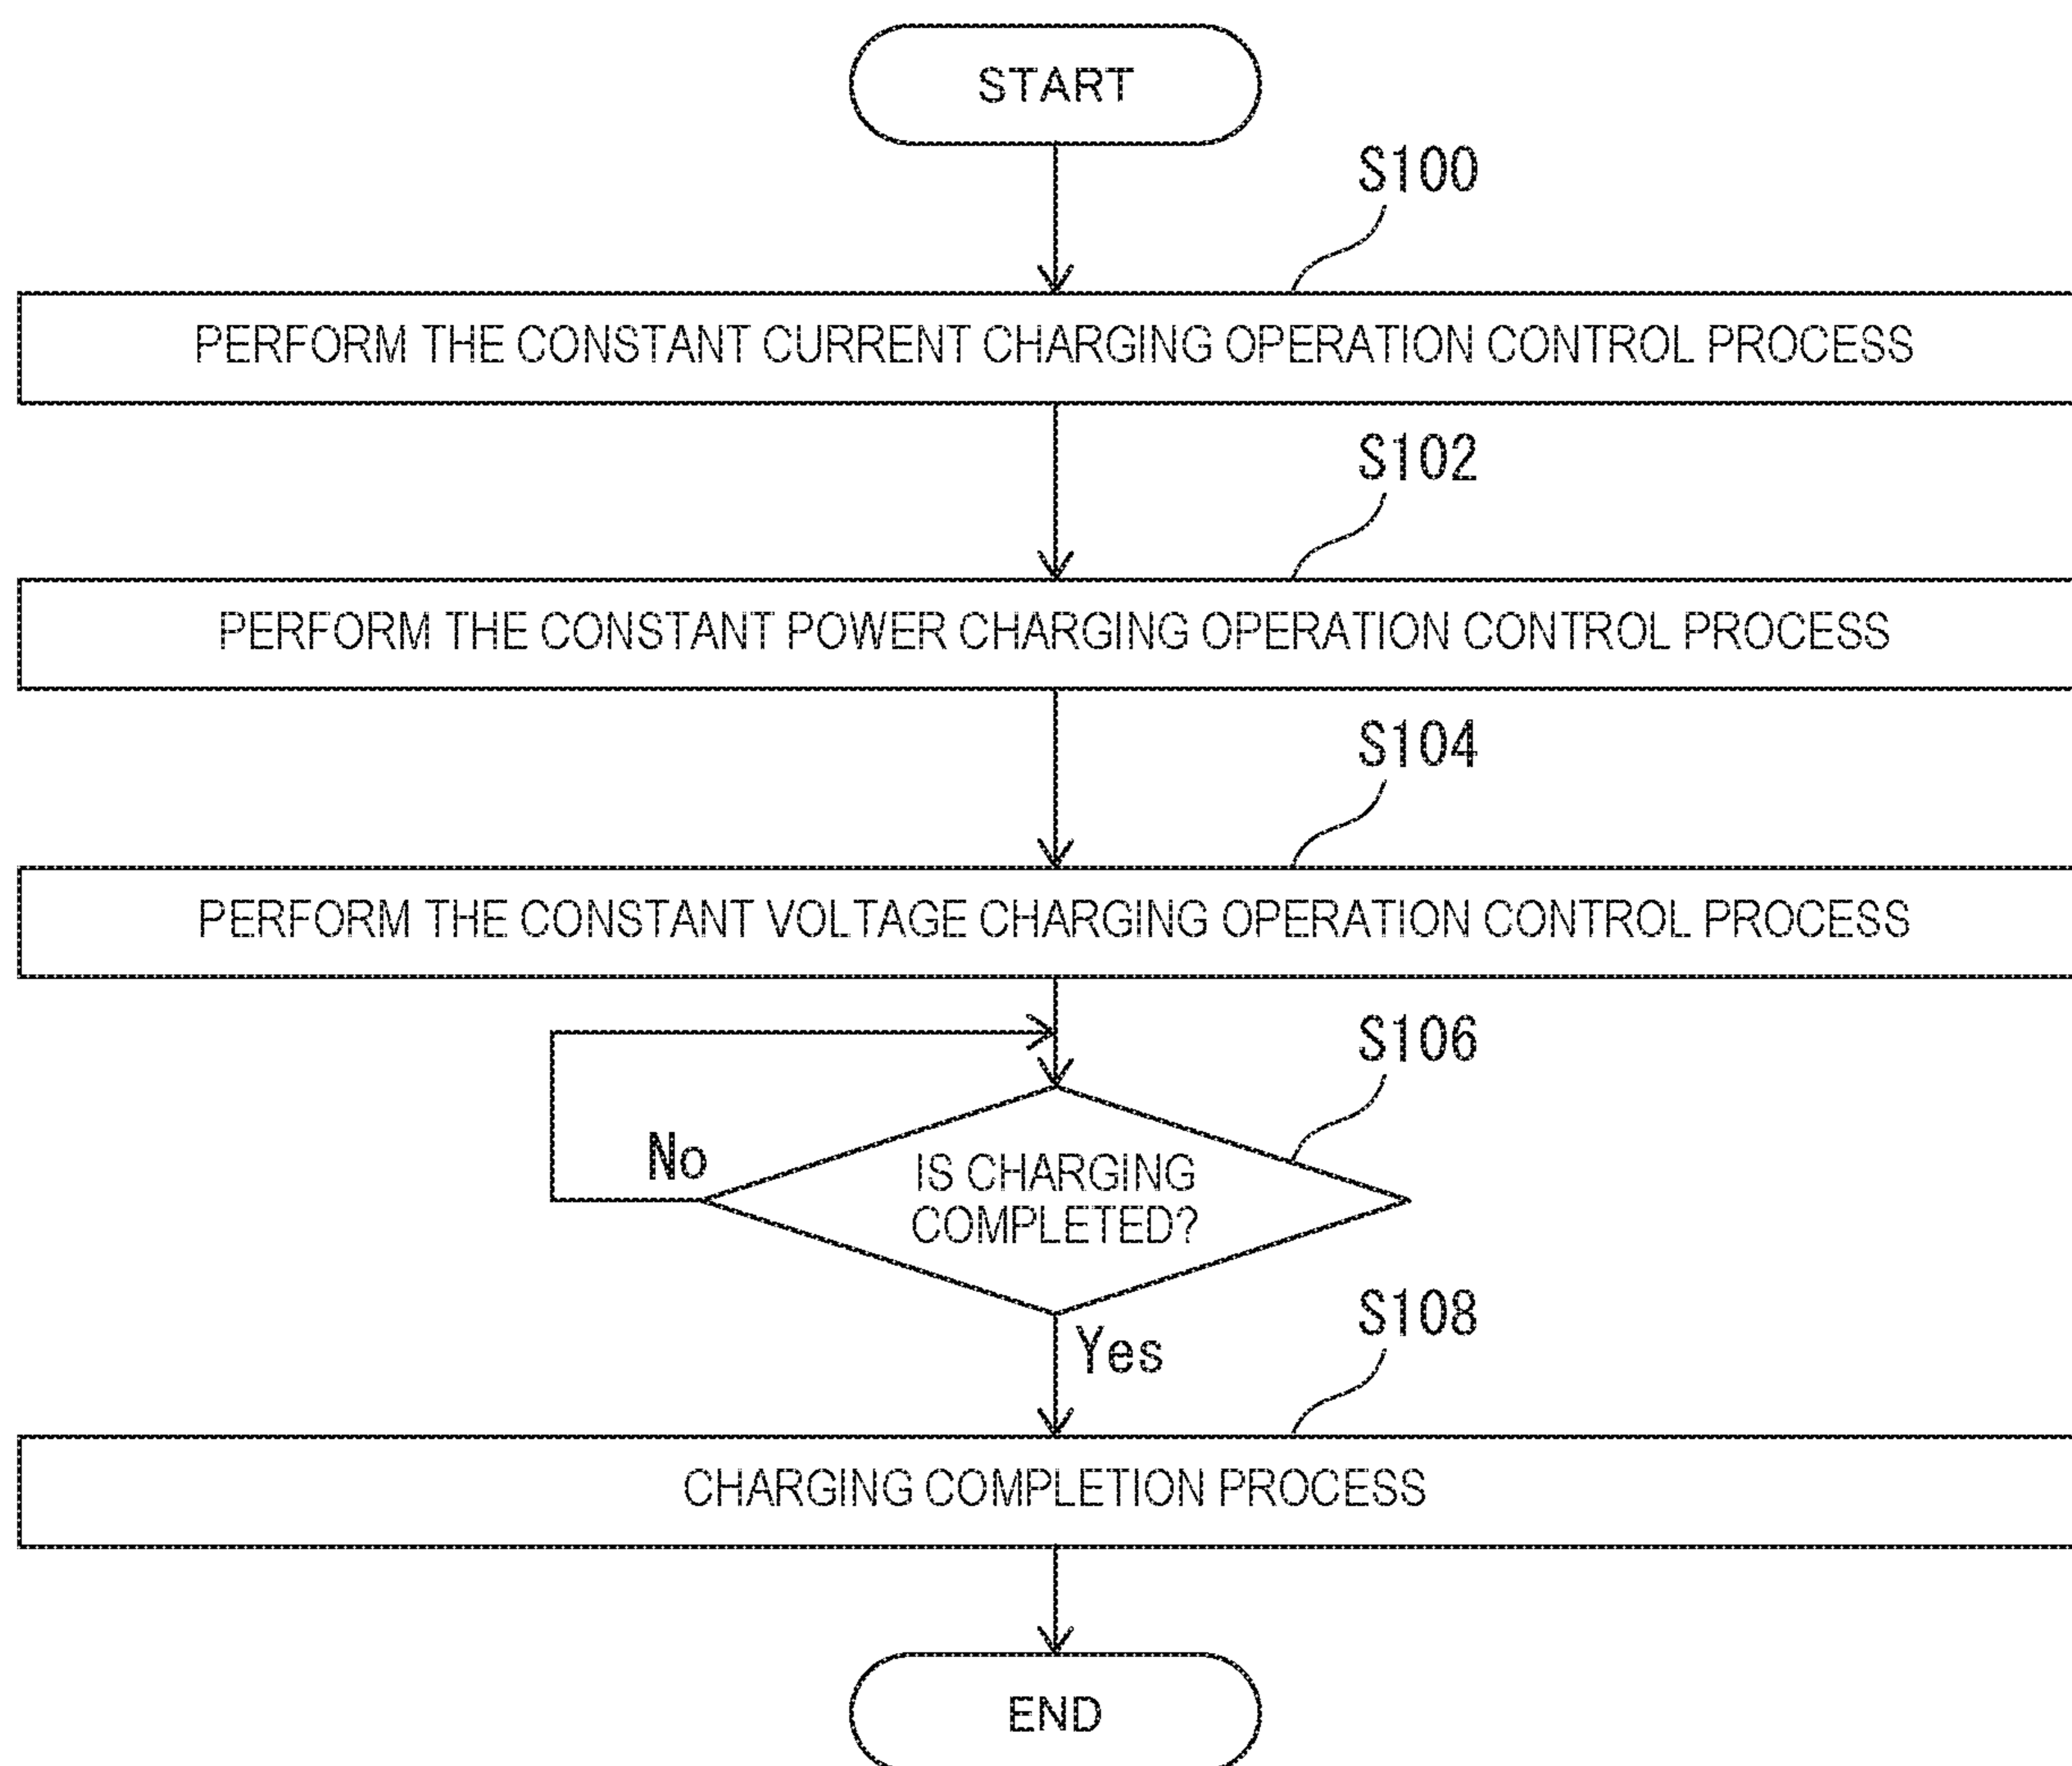 START
S100
PERFORM THE CONSTANT CURRENT CHARGING OPERATION CONTROL PROCESS
S102
PERFORM THE CONSTANT POWER CHARGING OPERATION CONTROL PROCESS
S104
PERFORM THE CONSTANT VOLTAGE CHARGING OPERATION CONTROL PROCESS
S106
No
IS CHARGING
COMPLETED?
S108
Yes
CHARGING COMPLETION PROCESS
END